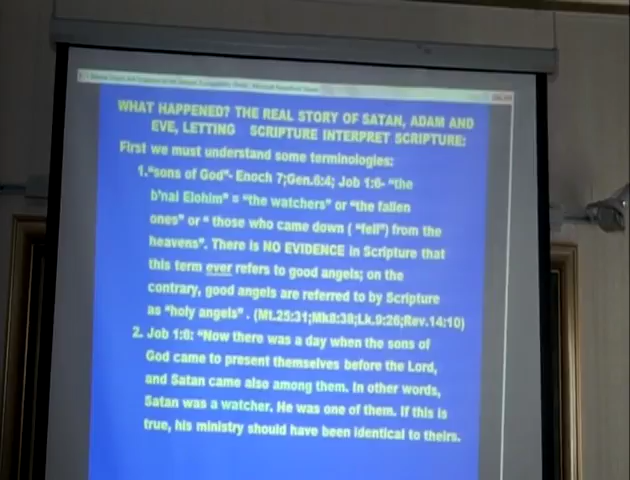 WHAT HAPPENED? THE REAL STORY OF SATAN, ADAM AND
EVE, LETTING SCRIPTURE INTERPRET SCRIPTURE:
First we must understand some terminologies:
1."sons of God"- Enoch 7;Gen.6:4; Job 1:6- "the
b'nai Elohim" = "the watchers" or "the fallen
ones" or " those who came down ( "fell") from the
heavens". There is NO EVIDENCE in Scripture that
this term ever refers to good angels; on the
contrary, good angels are referred to by Scripture
as "holy angels" . (Mt.25:31;Mk8:38;Lk.9:26;Rev.14:10)
2. Job 1:6: "Now there was a day when the sons of
God came to present themselves before the Lord,
and Satan came also among them. In other words,
Satan was a watcher. He was one of them. If this is
true, his ministry should have been identical to theirs.